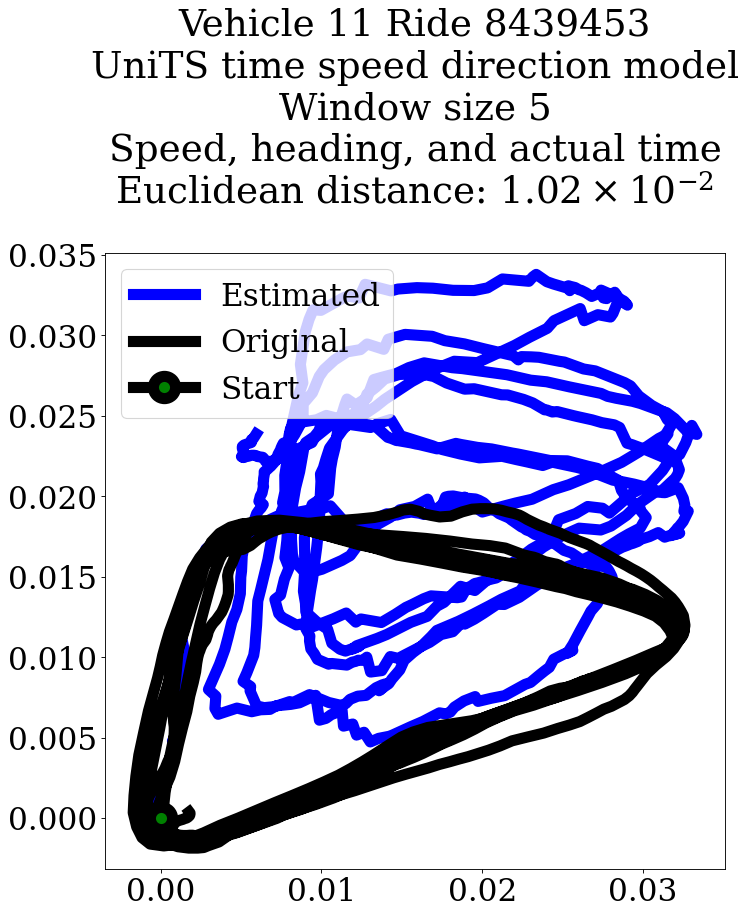 Vehicle 11 Ride 8439453
UniTS time speed direction model
Window size 5
Speed, heading, and actual time
Euclidean distance: 1.02 × 10⁻²
0.035
0.030
0.025
0.020
0.015
0.010
0.005
0.000
Estimated
Original
Start
0.00 0.01 0.02 0.03